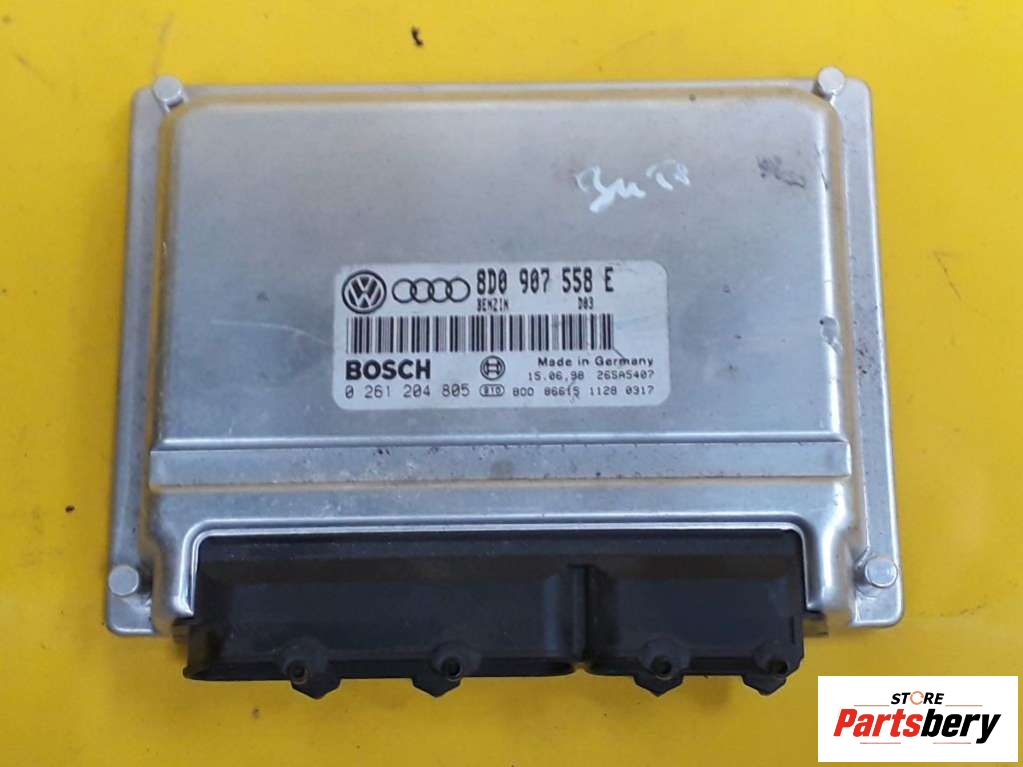 8D0 907 558 E
BENZIN D03
BOSCH Made in Germany
15.06.98 26SA5407
0 261 204 805 BIO 800 86615 1128 0317
STORE
Partsbery